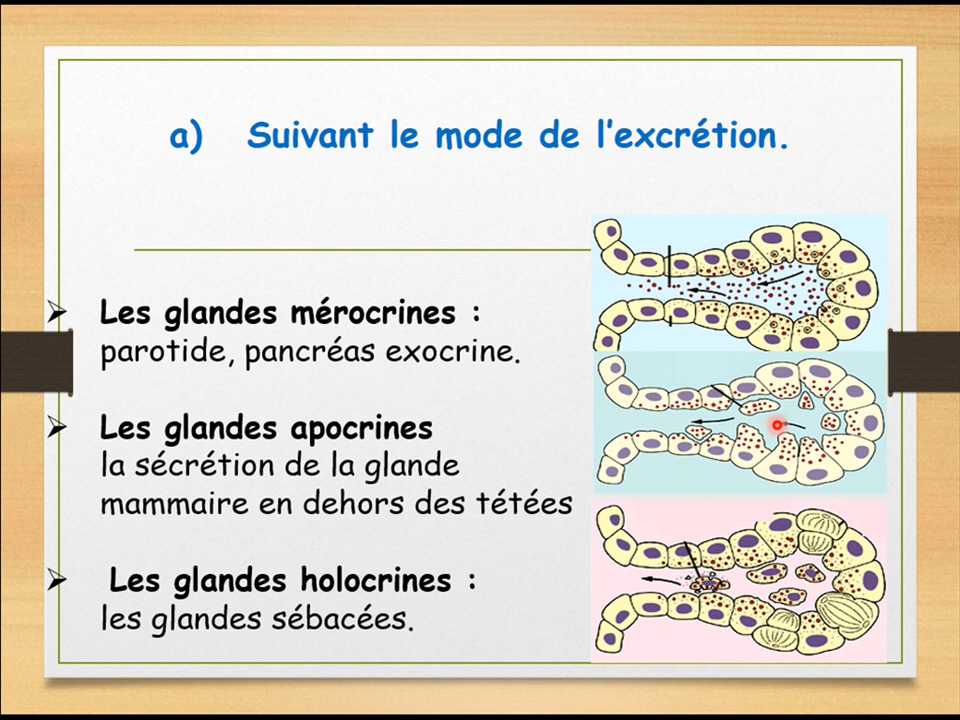 a) Suivant le mode de l'excrétion.
Les glandes mérocrines :
parotide, pancréas exocrine.
Les glandes apocrines
la sécrétion de la glande
mammaire en dehors des tétées
Les glandes holocrines :
les glandes sébacées.